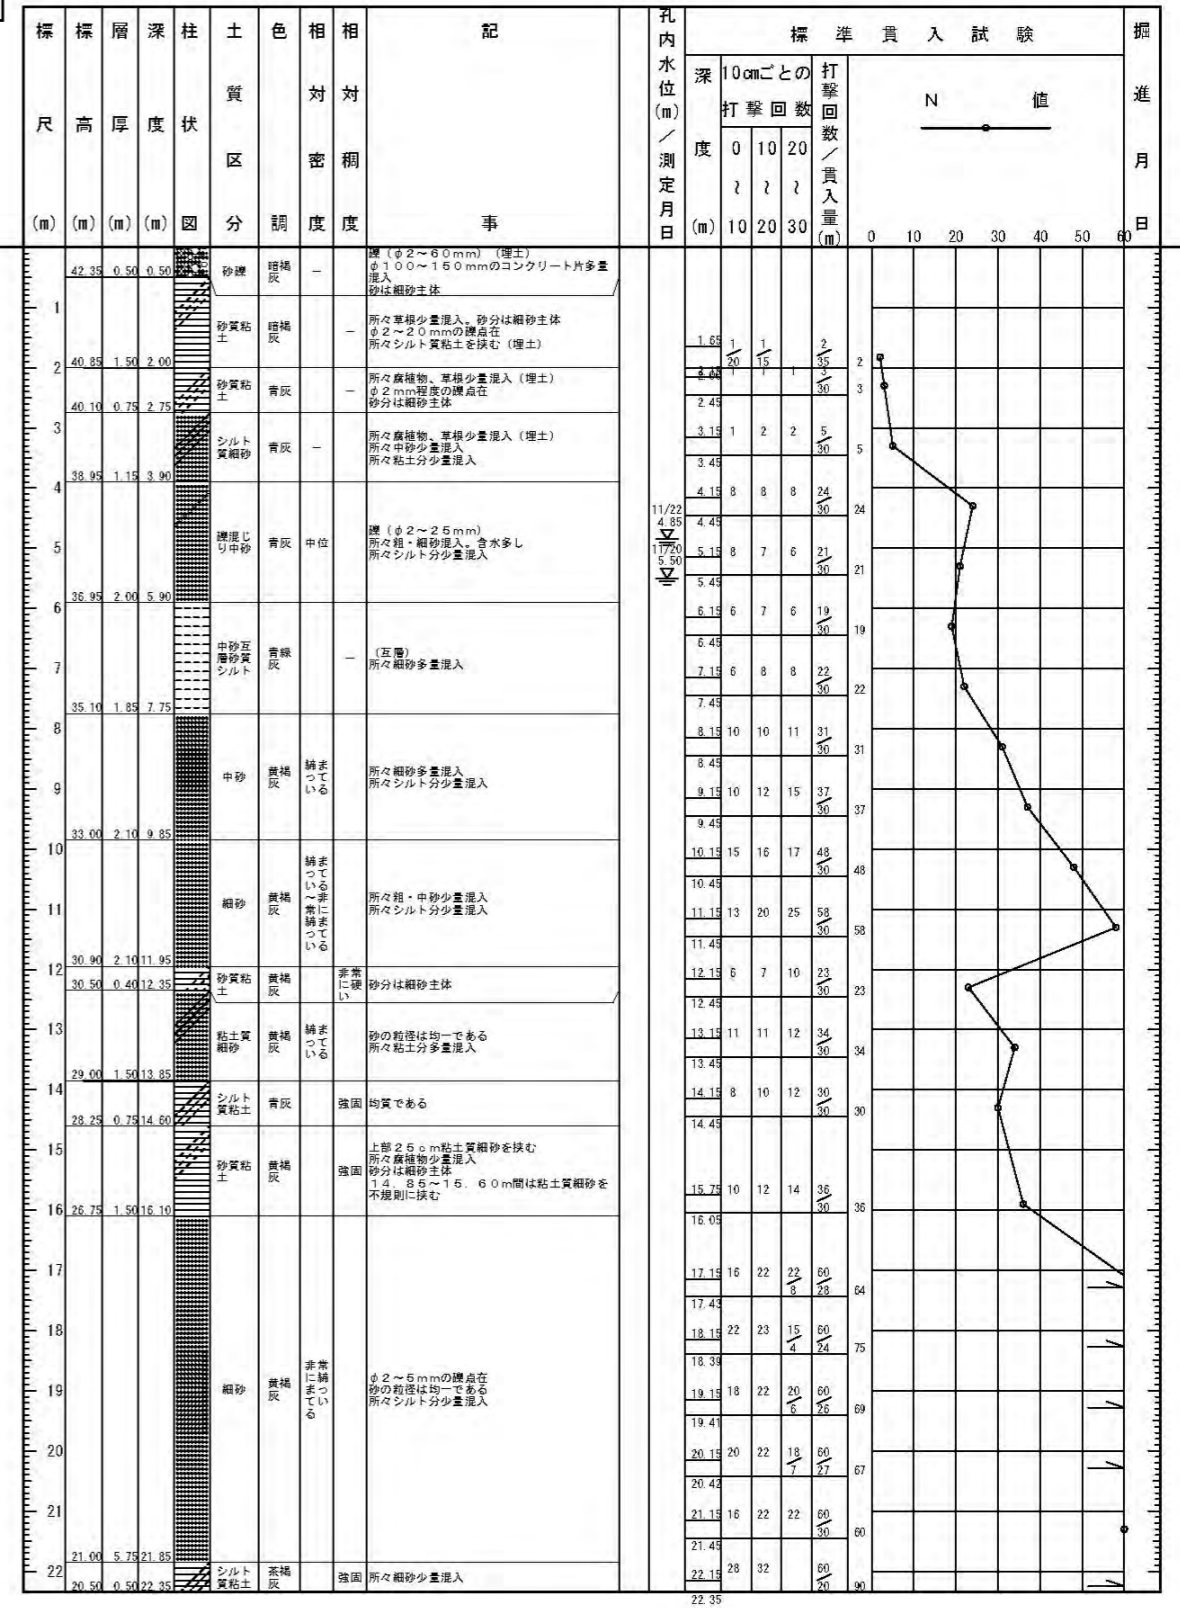 標尺(m) 標高(m) 層厚(m) 深度(m) 柱状図 土質区分 色調 相対密度 相対稠度 記事 孔内水位(m)／測定月日 標準貫入試験 掘進月日
深度(m) 10cmごとの打撃回数 打撃回数／貫入量(m) N値
0～10 10～20 20～30
0 10 20 30 40 50 60
42.35 0.50 0.50 砂礫 暗褐灰 －
礫（φ2～60mm）（埋土）
φ100～150mmのコンクリート片多量
混入
砂は細砂主体
1
40.85 1.50 2.00 砂質粘土 暗褐灰 －
所々草根少量混入。砂分は細砂主体
φ2～20mmの礫点在
所々シルト質粘土を挟む（埋土）
1.65 1/20 1/15 2/35 2
2
40.10 0.75 2.75 砂質粘土 青灰 －
所々腐植物、草根少量混入（埋土）
φ2mm程度の礫点在
砂分は細砂主体
1 1 1 3/30 3
2.45
3
38.95 1.15 3.90 シルト質細砂 青灰 －
所々腐植物、草根少量混入（埋土）
所々中砂少量混入
所々粘土分少量混入
3.15 1 2 2 5/30 5
3.45
4
36.95 2.00 5.90 礫混じり中砂 青灰 中位
礫（φ2～25mm）
所々粗・細砂混入。含水多し
所々シルト分少量混入
11/22
4.85
11/20
5.50
4.15 8 8 8 24/30 24
4.45
5
5.15 8 7 6 21/30 21
5.45
6
35.10 1.85 7.75 中砂互層砂質シルト 青緑灰 －
（互層）
所々細砂多量混入
6.15 6 7 6 19/30 19
6.45
7
7.15 6 8 8 22/30 22
7.45
8
33.00 2.10 9.85 中砂 黄褐灰 締まっている
所々細砂多量混入
所々シルト分少量混入
8.15 10 10 11 31/30 31
8.45
9
9.15 10 12 15 37/30 37
9.45
10
30.90 2.10 11.95 細砂 黄褐灰 締まっている～非常に締まっている
所々粗・中砂少量混入
所々シルト分少量混入
10.15 15 16 17 48/30 48
10.45
11
11.15 13 20 25 58/30 58
11.45
12
30.50 0.40 12.35 砂質粘土 黄褐灰 非常に硬い 砂分は細砂主体
12.15 6 7 10 23/30 23
12.45
13
29.00 1.50 13.85 粘土質細砂 黄褐灰 締まっている
砂の粒径は均一である
所々粘土分多量混入
13.15 11 11 12 34/30 34
13.45
14
28.25 0.75 14.60 シルト質粘土 青灰 強固 均質である
14.15 8 10 12 30/30 30
14.45
15
26.75 1.50 16.10 砂質粘土 黄褐灰 強固
上部25cm粘土質細砂を挟む
所々腐植物少量混入
砂分は細砂主体
14．85～15．60m間は粘土質細砂を
不規則に挟む
15.75 10 12 14 36/30 36
16
16.05
17
21.00 5.75 21.85 細砂 黄褐灰 非常に締まっている
φ2～5mmの礫点在
砂の粒径は均一である
所々シルト分少量混入
17.15 16 22 22/8 60/28 64
17.43
18
18.15 22 23 15/4 60/24 75
18.39
19
19.15 18 22 20/6 60/26 69
19.41
20
20.15 20 22 18/7 60/27 67
20.42
21
21.15 16 22 22 60/30 60
21.45
22
20.50 0.50 22.35 シルト質粘土 茶褐灰 強固 所々細砂少量混入
22.15 28 32 60/20 90
22.35